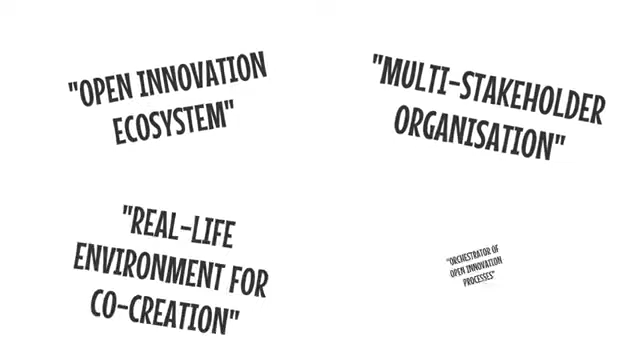 "OPEN INNOVATION
ECOSYSTEM"
"MULTI-STAKEHOLDER
ORGANISATION"
"REAL-LIFE
ENVIRONMENT FOR
CO-CREATION"
"ORCHESTRATOR OF
OPEN INNOVATION
PROCESSES"